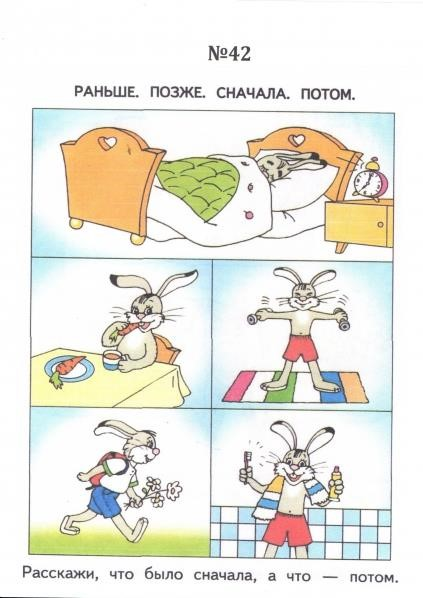 №42
РАНЬШЕ. ПОЗЖЕ. СНАЧАЛА. ПОТОМ.
Расскажи, что было сначала, а что — потом.